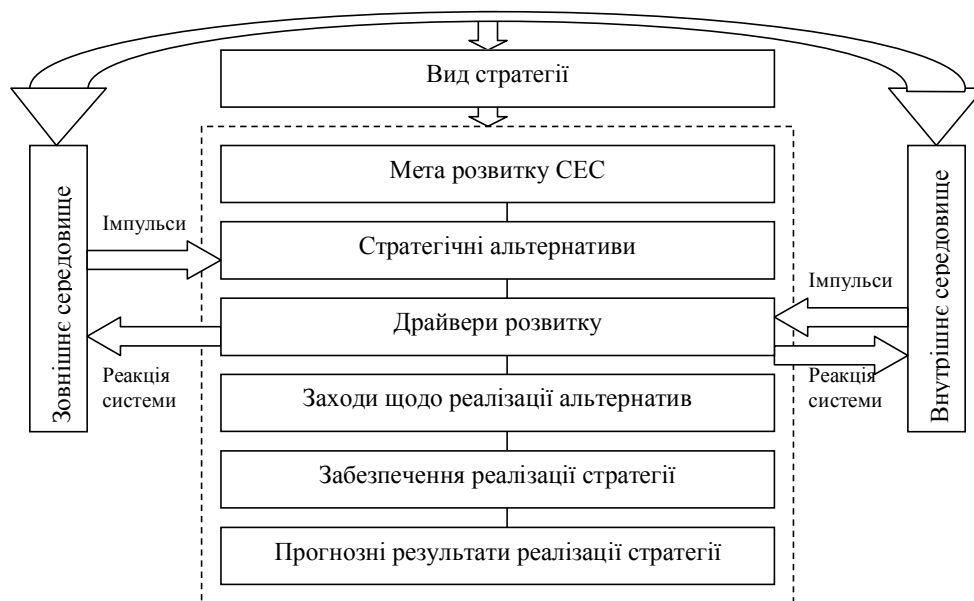 Вид стратегії
Мета розвитку СЕС
Зовнішнє середовище
Імпульси
Стратегічні альтернативи
Внутрішнє середовище
Імпульси
Драйвери розвитку
Реакція
системи
Реакція
системи
Заходи щодо реалізації альтернатив
Забезпечення реалізації стратегії
Прогнозні результати реалізації стратегії